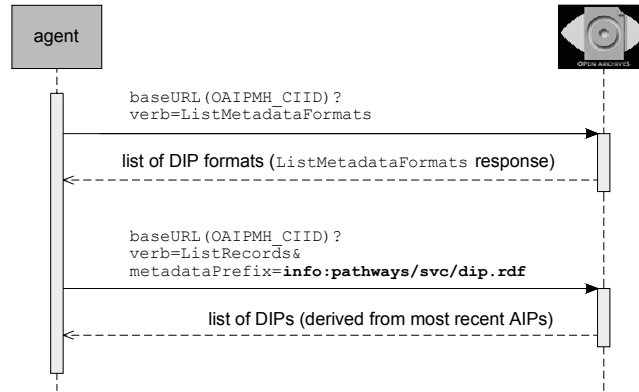 agent
OPEN ARCHIVES
baseURL(OAIPMH_CIID)?
verb=ListMetadataFormats
list of DIP formats (ListMetadataFormats response)
baseURL(OAIPMH_CIID)?
verb=ListRecords&
metadataPrefix=info:pathways/svc/dip.rdf
list of DIPs (derived from most recent AIPs)